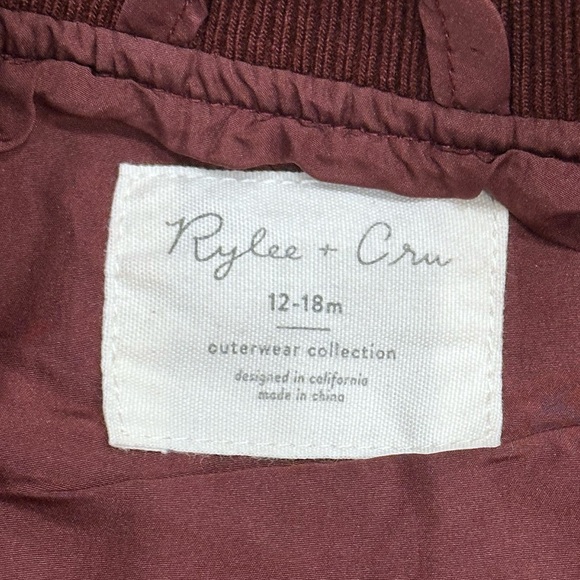 Rylee + Cru
12-18m
outerwear collection
designed in california
made in china